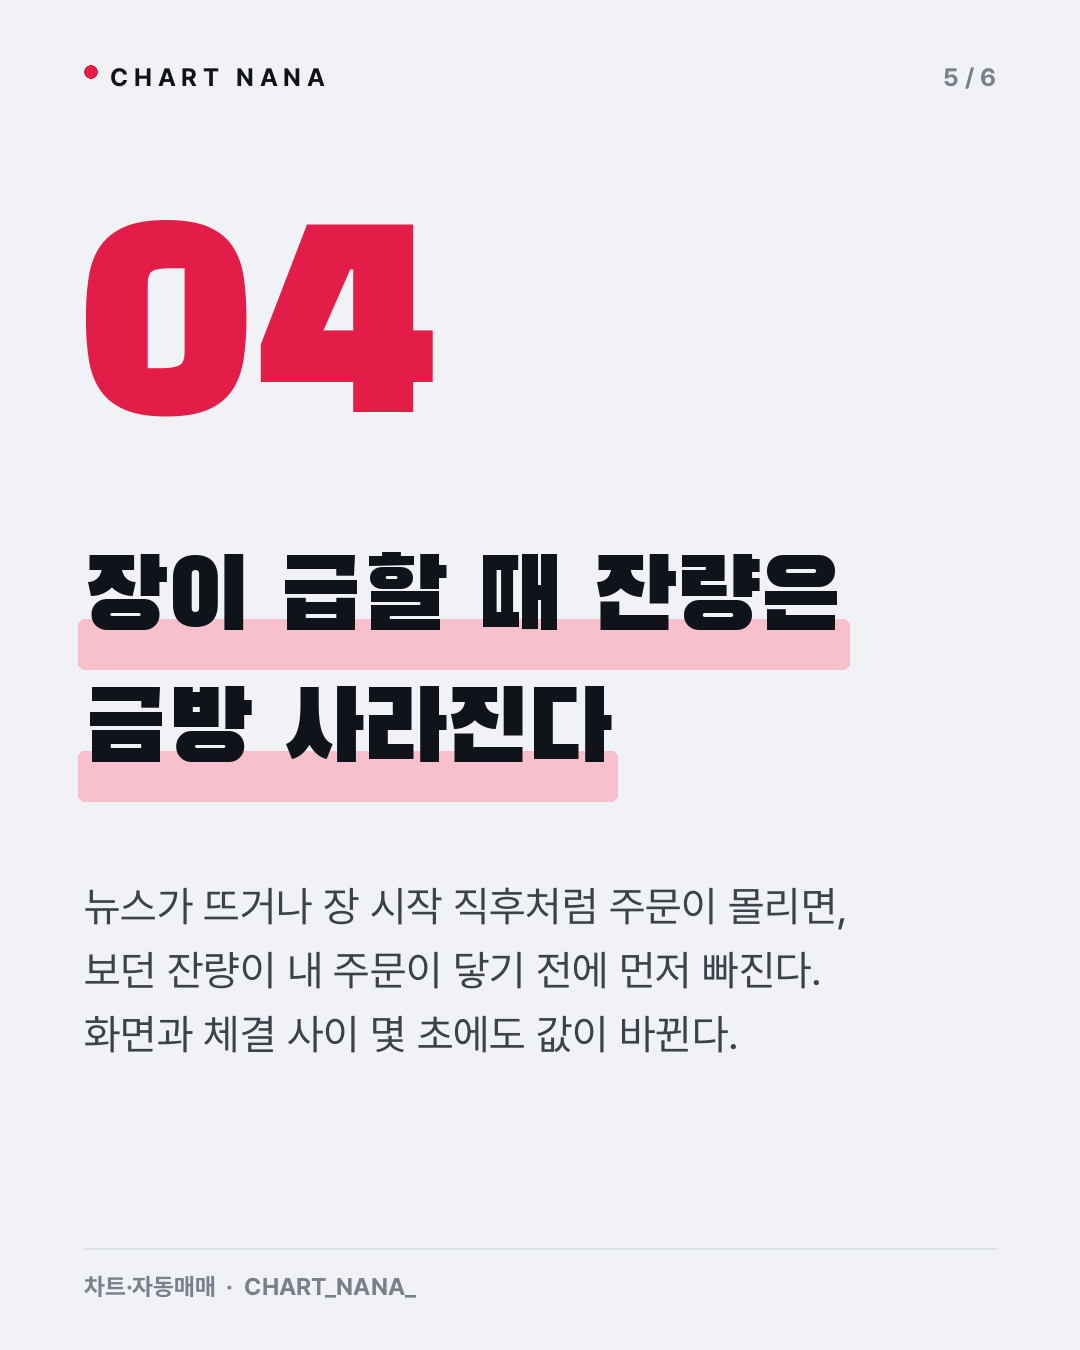 CHART NANA
5 / 6
04
장이 급할 때 잔량은
금방 사라진다
뉴스가 뜨거나 장 시작 직후처럼 주문이 몰리면,
보던 잔량이 내 주문이 닿기 전에 먼저 빠진다.
화면과 체결 사이 몇 초에도 값이 바뀐다.
차트·자동매매 · CHART_NANA_